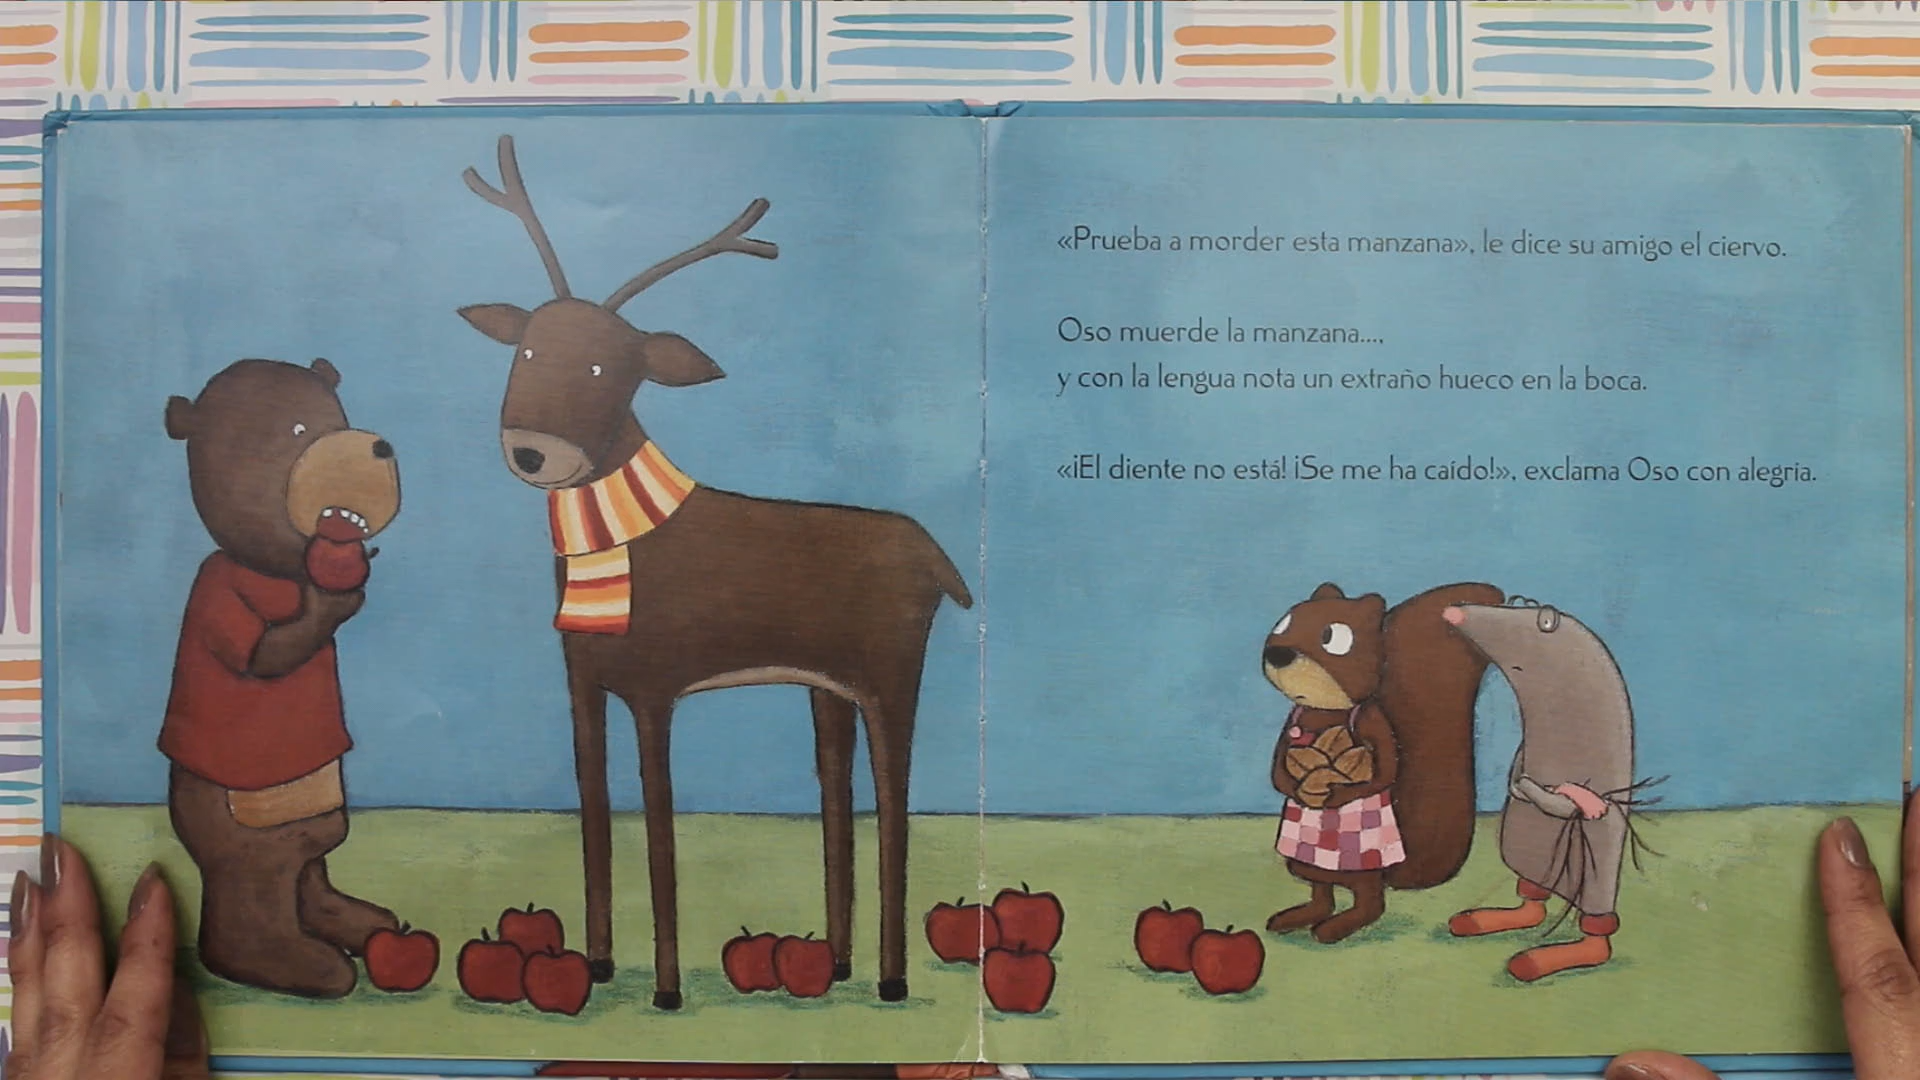 «Prueba a morder esta manzana», le dice su amigo el ciervo.
Oso muerde la manzana...,
y con la lengua nota un extraño hueco en la boca.
«¡El diente no está! ¡Se me ha caído!», exclama Oso con alegría.